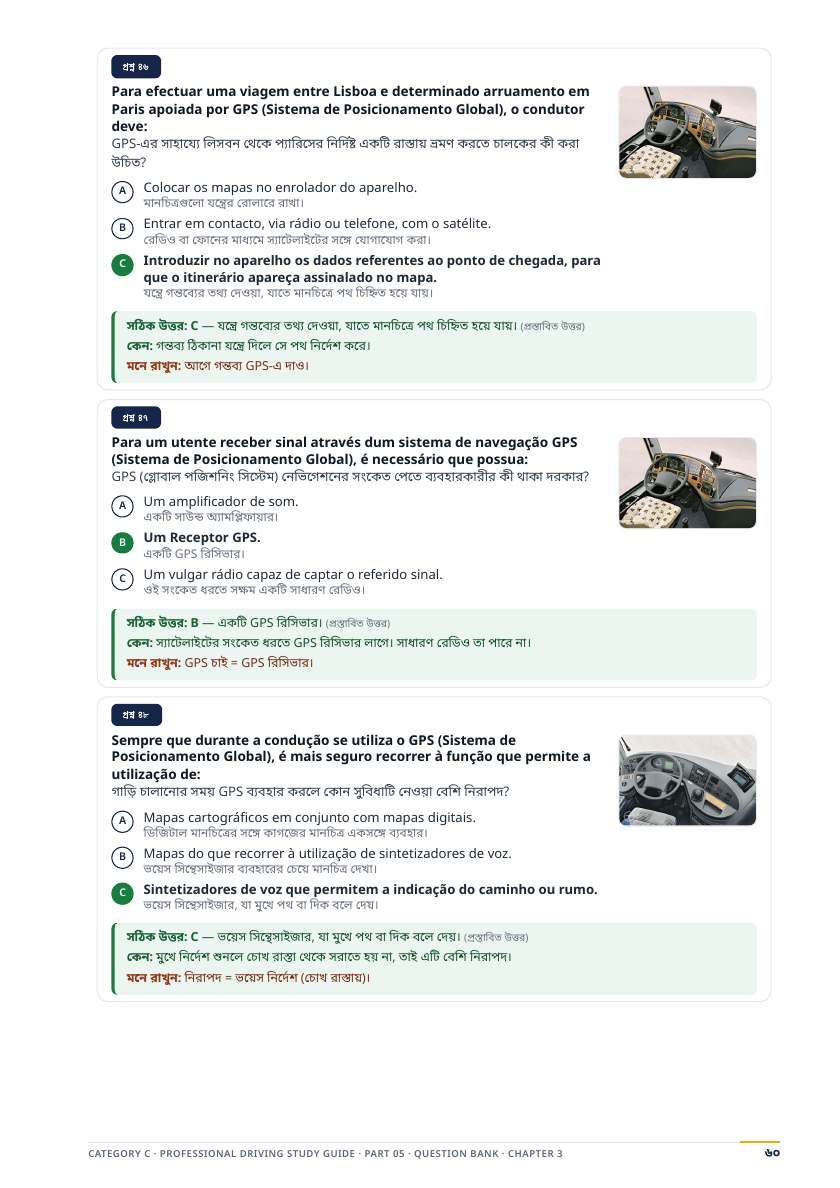 প্রশ্ন ৪৬
Para efectuar uma viagem entre Lisboa e determinado arruamento em
Paris apoiada por GPS (Sistema de Posicionamento Global), o condutor
deve:
GPS-এর সাহায্যে লিসবন থেকে প্যারিসের নির্দিষ্ট একটি রাস্তায় ভ্রমণ করতে চালকের কী করা
উচিত?
A Colocar os mapas no enrolador do aparelho.
মানচিত্রগুলো যন্ত্রের রোলারে রাখা।
B Entrar em contacto, via rádio ou telefone, com o satélite.
রেডিও বা ফোনের মাধ্যমে স্যাটেলাইটের সঙ্গে যোগাযোগ করা।
C Introduzir no aparelho os dados referentes ao ponto de chegada, para
que o itinerário apareça assinalado no mapa.
যন্ত্রে গন্তব্যের তথ্য দেওয়া, যাতে মানচিত্রে পথ চিহ্নিত হয়ে যায়।
সঠিক উত্তর: C — যন্ত্রে গন্তব্যের তথ্য দেওয়া, যাতে মানচিত্রে পথ চিহ্নিত হয়ে যায়। (প্রস্তাবিত উত্তর)
কেন: গন্তব্য ঠিকানা যন্ত্রে দিলে সে পথ নির্দেশ করে।
মনে রাখুন: আগে গন্তব্য GPS-এ দাও।
প্রশ্ন ৪৭
Para um utente receber sinal através dum sistema de navegação GPS
(Sistema de Posicionamento Global), é necessário que possua:
GPS (গ্লোবাল পজিশনিং সিস্টেম) নেভিগেশনের সংকেত পেতে ব্যবহারকারীর কী থাকা দরকার?
A Um amplificador de som.
একটি সাউন্ড অ্যামপ্লিফায়ার।
B Um Receptor GPS.
একটি GPS রিসিভার।
C Um vulgar rádio capaz de captar o referido sinal.
ওই সংকেত ধরতে সক্ষম একটি সাধারণ রেডিও।
সঠিক উত্তর: B — একটি GPS রিসিভার। (প্রস্তাবিত উত্তর)
কেন: স্যাটেলাইটের সংকেত ধরতে GPS রিসিভার লাগে। সাধারণ রেডিও তা পারে না।
মনে রাখুন: GPS চাই = GPS রিসিভার।
প্রশ্ন ৪৮
Sempre que durante a condução se utiliza o GPS (Sistema de
Posicionamento Global), é mais seguro recorrer à função que permite a
utilização de:
গাড়ি চালানোর সময় GPS ব্যবহার করলে কোন সুবিধাটি নেওয়া বেশি নিরাপদ?
A Mapas cartográficos em conjunto com mapas digitais.
ডিজিটাল মানচিত্রের সঙ্গে কাগজের মানচিত্র একসঙ্গে ব্যবহার।
B Mapas do que recorrer à utilização de sintetizadores de voz.
ভয়েস সিন্থেসাইজার ব্যবহারের চেয়ে মানচিত্র দেখা।
C Sintetizadores de voz que permitem a indicação do caminho ou rumo.
ভয়েস সিন্থেসাইজার, যা মুখে পথ বা দিক বলে দেয়।
সঠিক উত্তর: C — ভয়েস সিন্থেসাইজার, যা মুখে পথ বা দিক বলে দেয়। (প্রস্তাবিত উত্তর)
কেন: মুখে নির্দেশ শুনলে চোখ রাস্তা থেকে সরাতে হয় না, তাই এটি বেশি নিরাপদ।
মনে রাখুন: নিরাপদ = ভয়েস নির্দেশ (চোখ রাস্তায়)।
CATEGORY C · PROFESSIONAL DRIVING STUDY GUIDE · PART 05 · QUESTION BANK · CHAPTER 3
৬০